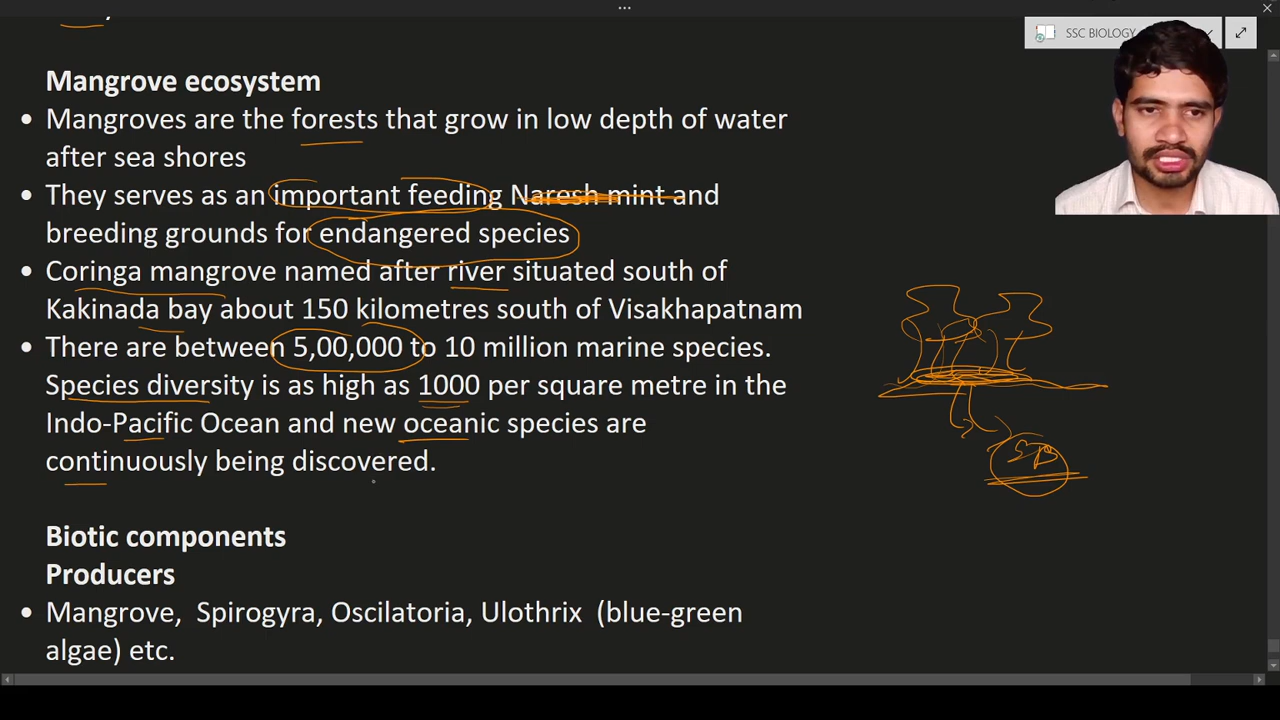 SSC BIOLOGY
Mangrove ecosystem
• Mangroves are the forests that grow in low depth of water
after sea shores
• They serves as an important feeding Naresh mint and
breeding grounds for endangered species
• Coringa mangrove named after river situated south of
Kakinada bay about 150 kilometres south of Visakhapatnam
• There are between 5,00,000 to 10 million marine species.
Species diversity is as high as 1000 per square metre in the
Indo-Pacific Ocean and new oceanic species are
continuously being discovered.
Biotic components
Producers
• Mangrove, Spirogyra, Oscilatoria, Ulothrix (blue-green
algae) etc.